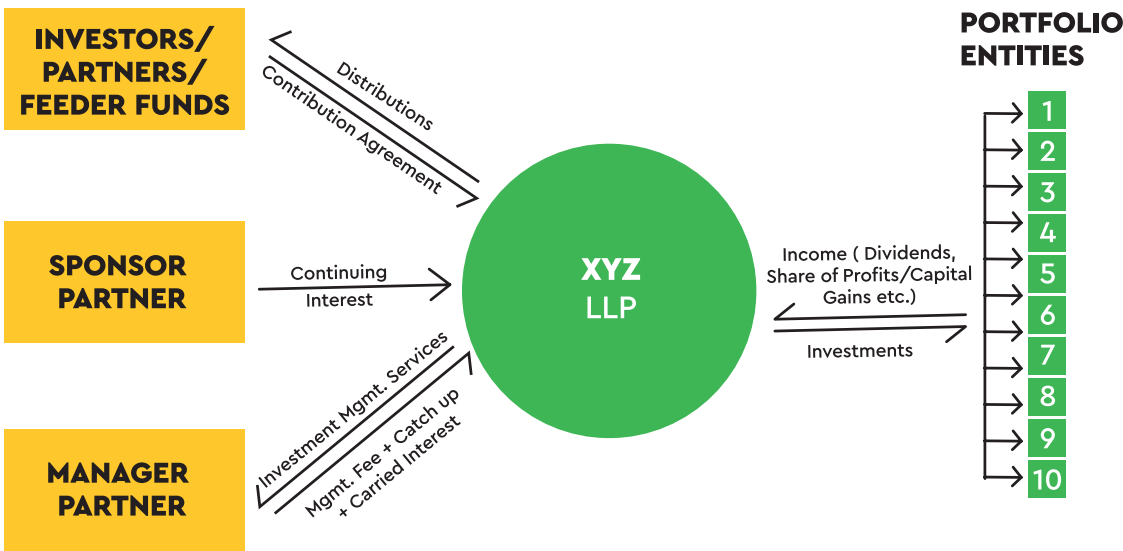 INVESTORS/
PARTNERS/
FEEDER FUNDS
Distributions
Contribution Agreement
SPONSOR
PARTNER
Continuing
Interest
MANAGER
PARTNER
Investment Mgmt. Services
Mgmt. Fee + Catch up
+ Carried Interest
XYZ
LLP
Income ( Dividends,
Share of Profits/Capital
Gains etc.)
Investments
PORTFOLIO
ENTITIES
1
2
3
4
5
6
7
8
9
10